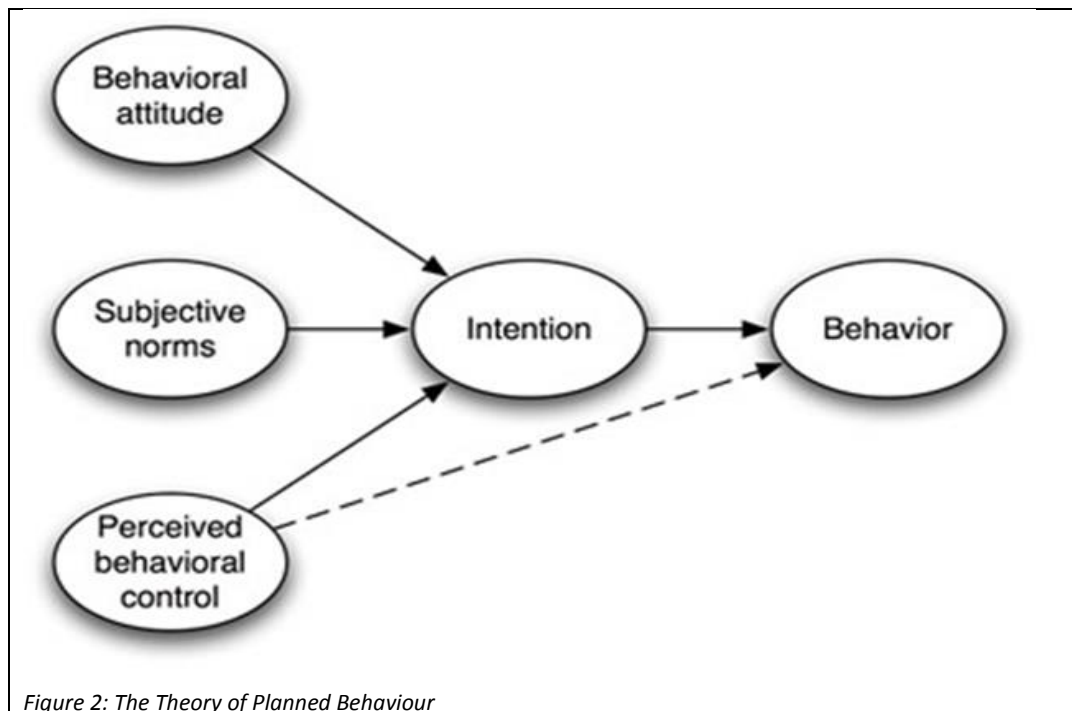 Behavioral
attitude
Subjective
norms
Intention
Behavior
Perceived
behavioral
control
Figure 2: The Theory of Planned Behaviour